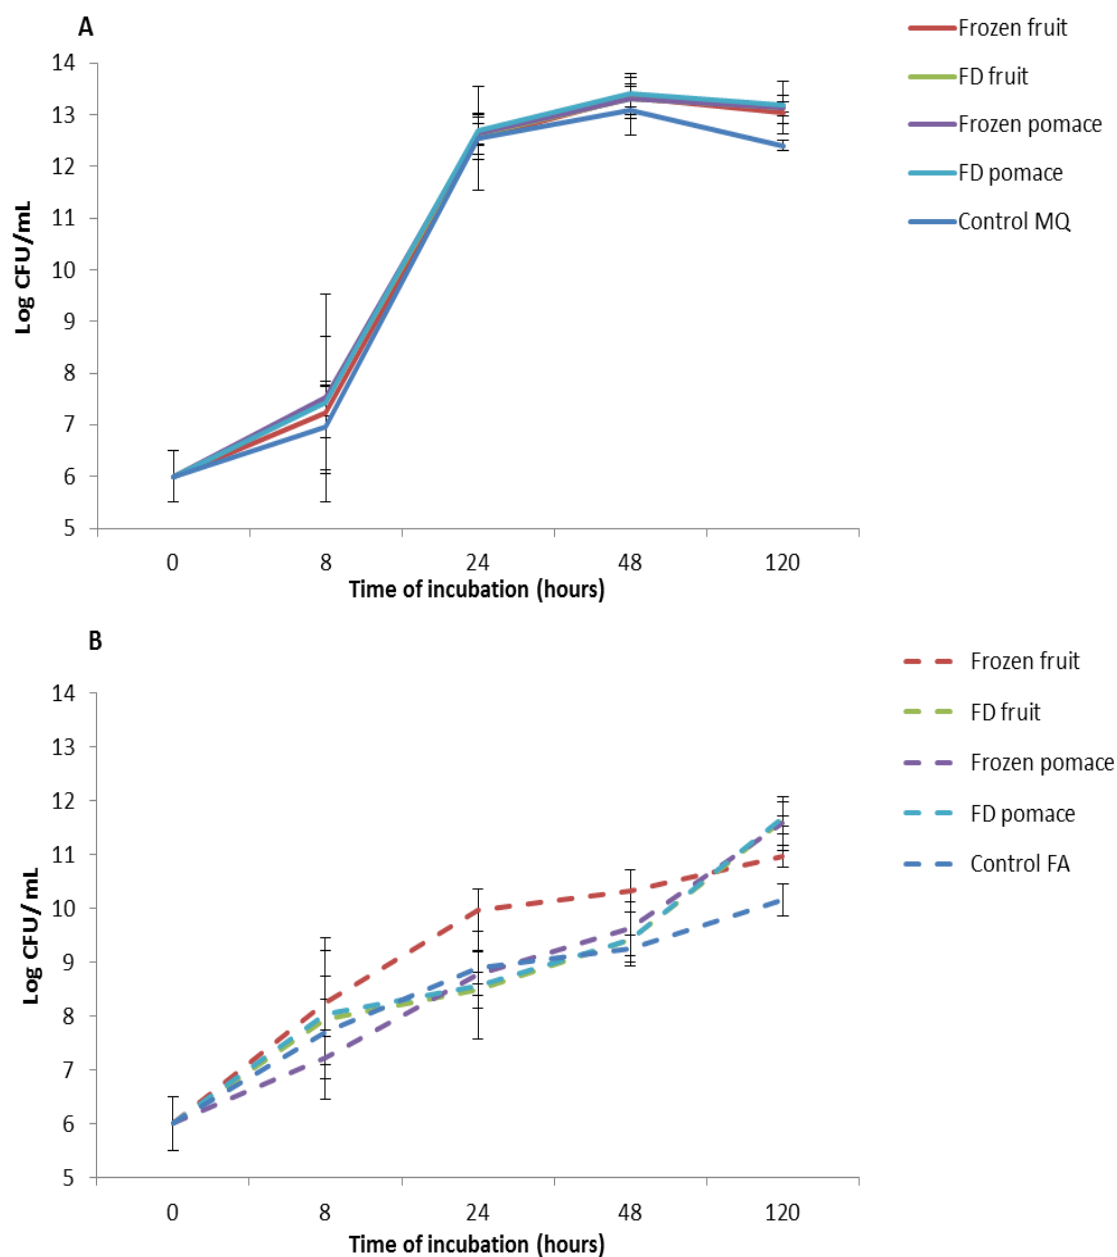 A
Frozen fruit
FD fruit
Frozen pomace
FD pomace
Control MQ
Log CFU/mL
14
13
12
11
10
9
8
7
6
5
0 8 24 48 120
Time of incubation (hours)
B
Frozen fruit
FD fruit
Frozen pomace
FD pomace
Control FA
Log CFU/ mL
14
13
12
11
10
9
8
7
6
5
0 8 24 48 120
Time of incubation (hours)